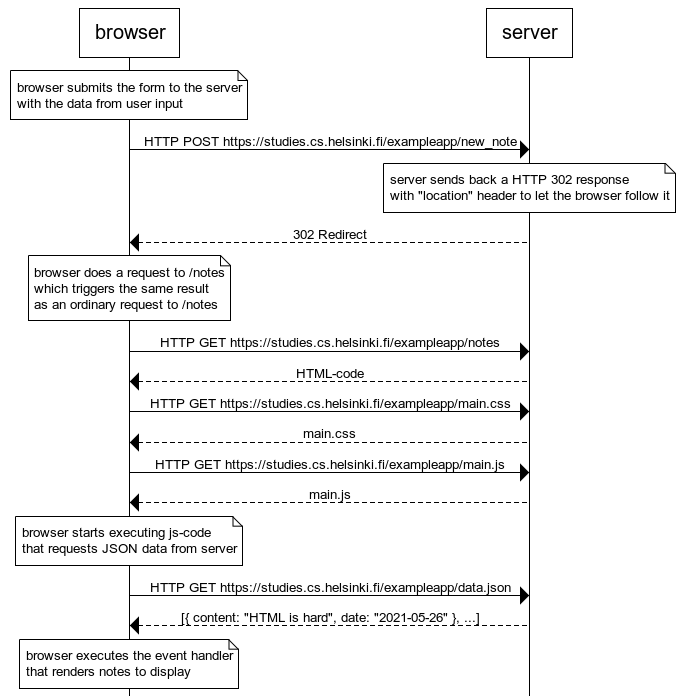 browser
server
browser submits the form to the server
with the data from user input
HTTP POST https://studies.cs.helsinki.fi/exampleapp/new_note
server sends back a HTTP 302 response
with "location" header to let the browser follow it
302 Redirect
browser does a request to /notes
which triggers the same result
as an ordinary request to /notes
HTTP GET https://studies.cs.helsinki.fi/exampleapp/notes
HTML-code
HTTP GET https://studies.cs.helsinki.fi/exampleapp/main.css
main.css
HTTP GET https://studies.cs.helsinki.fi/exampleapp/main.js
main.js
browser starts executing js-code
that requests JSON data from server
HTTP GET https://studies.cs.helsinki.fi/exampleapp/data.json
[{ content: "HTML is hard", date: "2021-05-26" }, ...]
browser executes the event handler
that renders notes to display